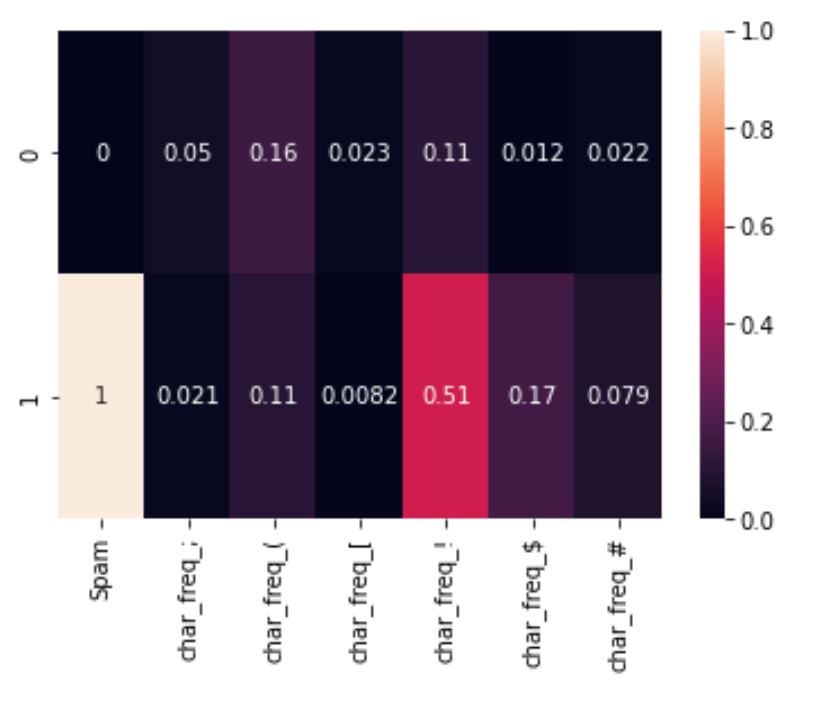 1.0
0.8
0 0 0.05 0.16 0.023 0.11 0.012 0.022
0.6
0.4
1 1 0.021 0.11 0.0082 0.51 0.17 0.079
0.2
0.0
Spam
char_freq_;
char_freq_(
char_freq_[
char_freq_!
char_freq_$
char_freq_#